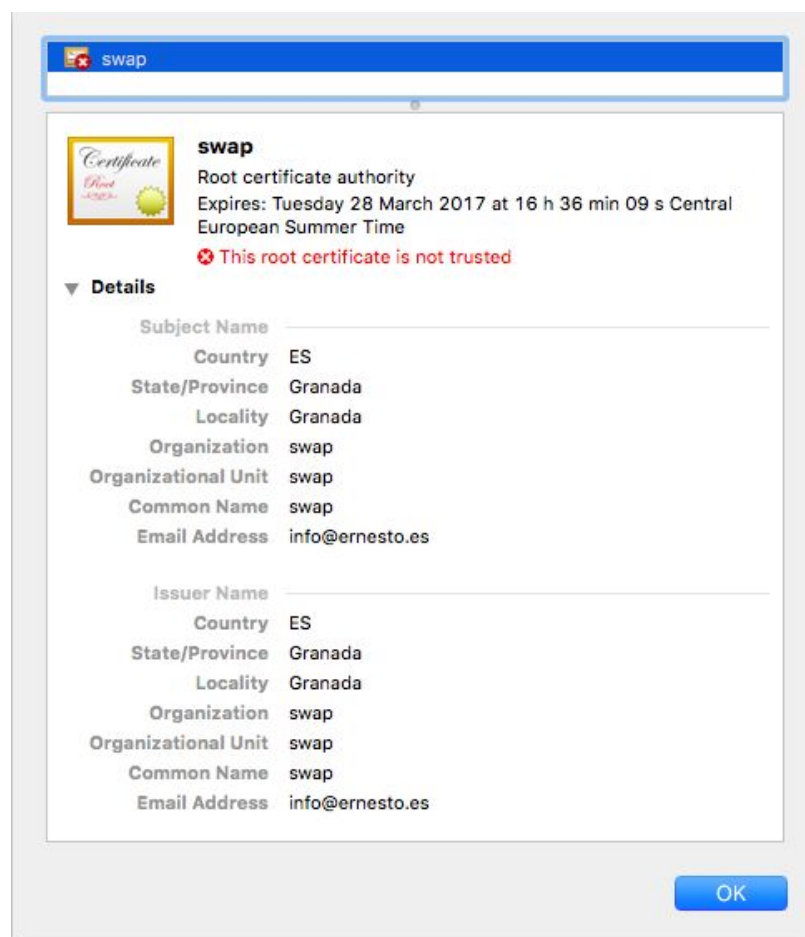 swap
Certificate
Root
swap
Root certificate authority
Expires: Tuesday 28 March 2017 at 16 h 36 min 09 s Central
European Summer Time
This root certificate is not trusted
Details
Subject Name
Country ES
State/Province Granada
Locality Granada
Organization swap
Organizational Unit swap
Common Name swap
Email Address info@ernesto.es
Issuer Name
Country ES
State/Province Granada
Locality Granada
Organization swap
Organizational Unit swap
Common Name swap
Email Address info@ernesto.es
OK